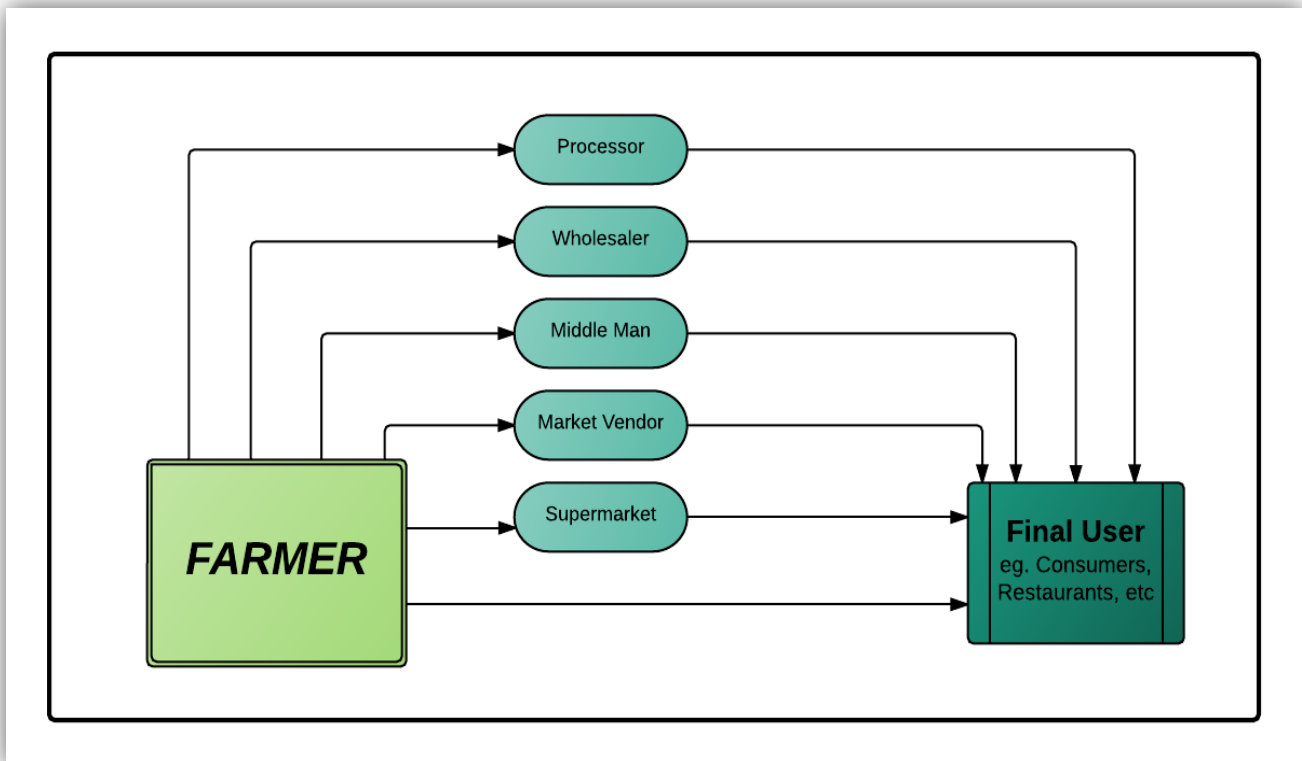 Processor
Wholesaler
Middle Man
Market Vendor
Supermarket
FARMER
Final User
eg. Consumers,
Restaurants, etc